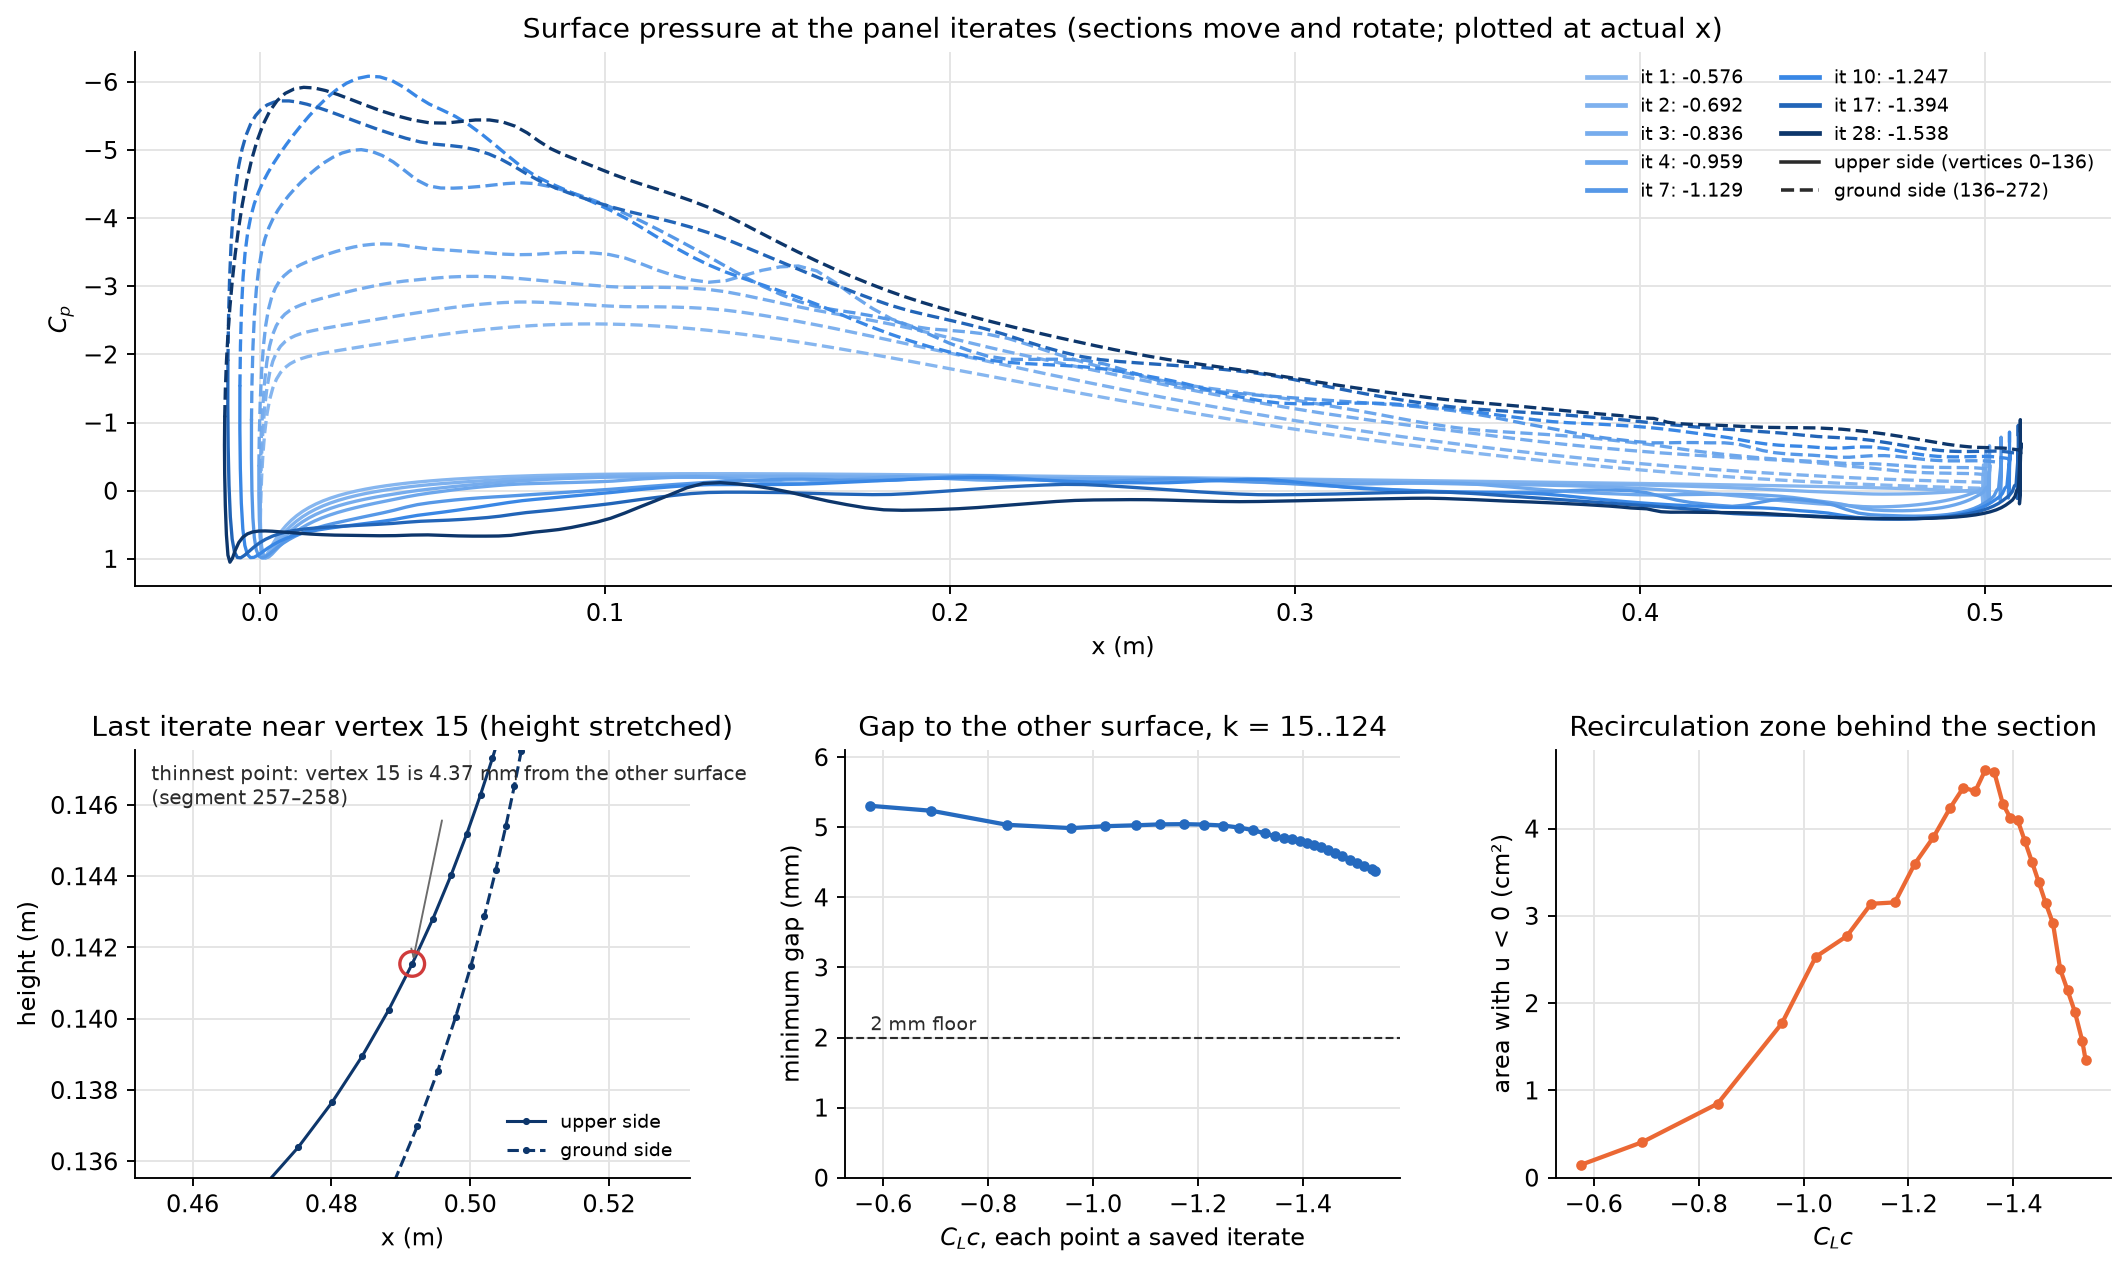 Surface pressure at the panel iterates (sections move and rotate; plotted at actual x)
−6
−5
−4
−3
−2
−1
0
1
Cp
it 1: -0.576
it 2: -0.692
it 3: -0.836
it 4: -0.959
it 7: -1.129
it 10: -1.247
it 17: -1.394
it 28: -1.538
upper side (vertices 0–136)
ground side (136–272)
0.0 0.1 0.2 0.3 0.4 0.5
x (m)
Last iterate near vertex 15 (height stretched)
thinnest point: vertex 15 is 4.37 mm from the other surface
(segment 257–258)
0.146
0.144
0.142
0.140
0.138
0.136
height (m)
upper side
ground side
0.46 0.48 0.50 0.52
x (m)
Gap to the other surface, k = 15..124
6
5
4
3
2
1
0
minimum gap (mm)
2 mm floor
−0.6 −0.8 −1.0 −1.2 −1.4
CLc, each point a saved iterate
Recirculation zone behind the section
4
3
2
1
0
area with u < 0 (cm²)
−0.6 −0.8 −1.0 −1.2 −1.4
CLc